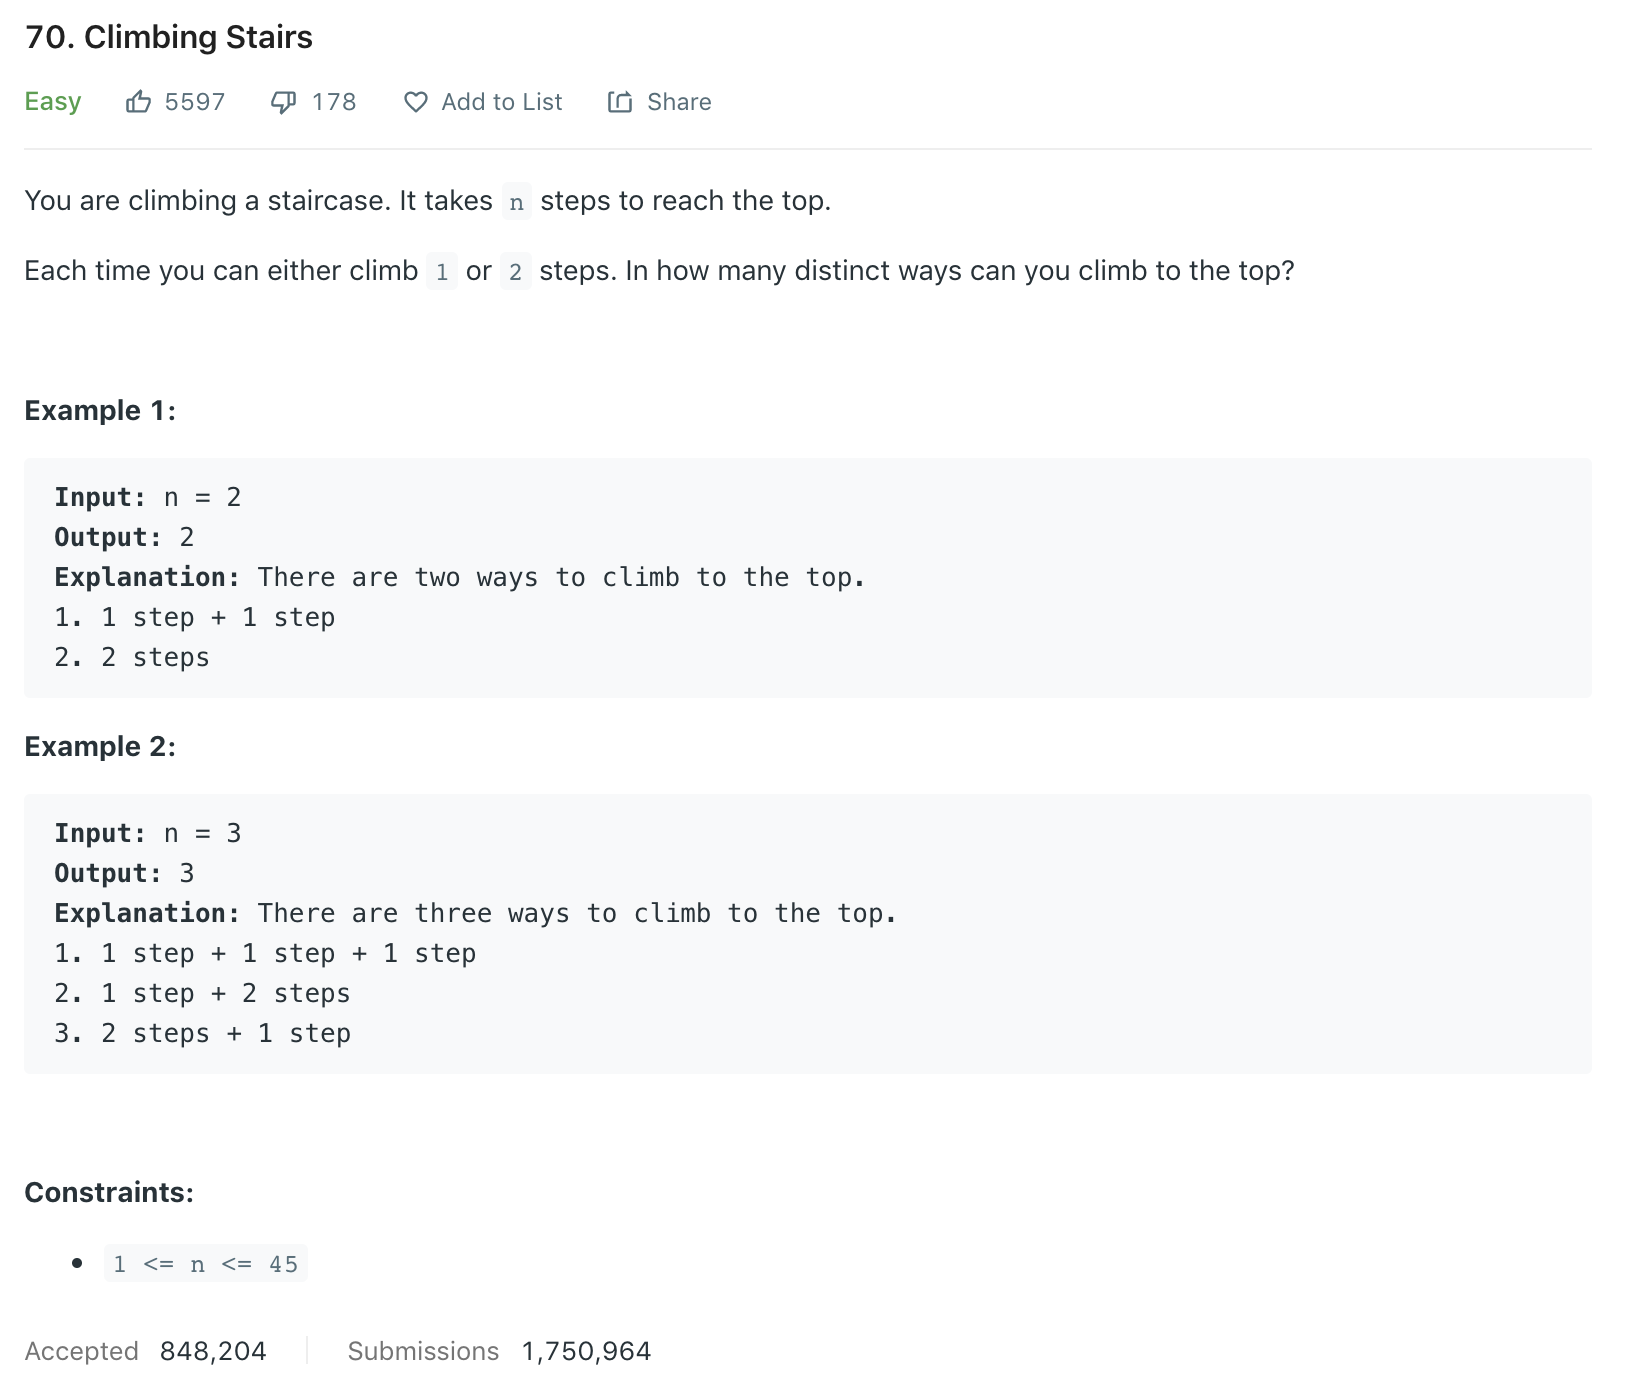 70. Climbing Stairs
Easy 5597 178 Add to List Share
You are climbing a staircase. It takes n steps to reach the top.
Each time you can either climb 1 or 2 steps. In how many distinct ways can you climb to the top?
Example 1:
Input: n = 2
Output: 2
Explanation: There are two ways to climb to the top.
1. 1 step + 1 step
2. 2 steps
Example 2:
Input: n = 3
Output: 3
Explanation: There are three ways to climb to the top.
1. 1 step + 1 step + 1 step
2. 1 step + 2 steps
3. 2 steps + 1 step
Constraints:
• 1 <= n <= 45
Accepted 848,204 Submissions 1,750,964